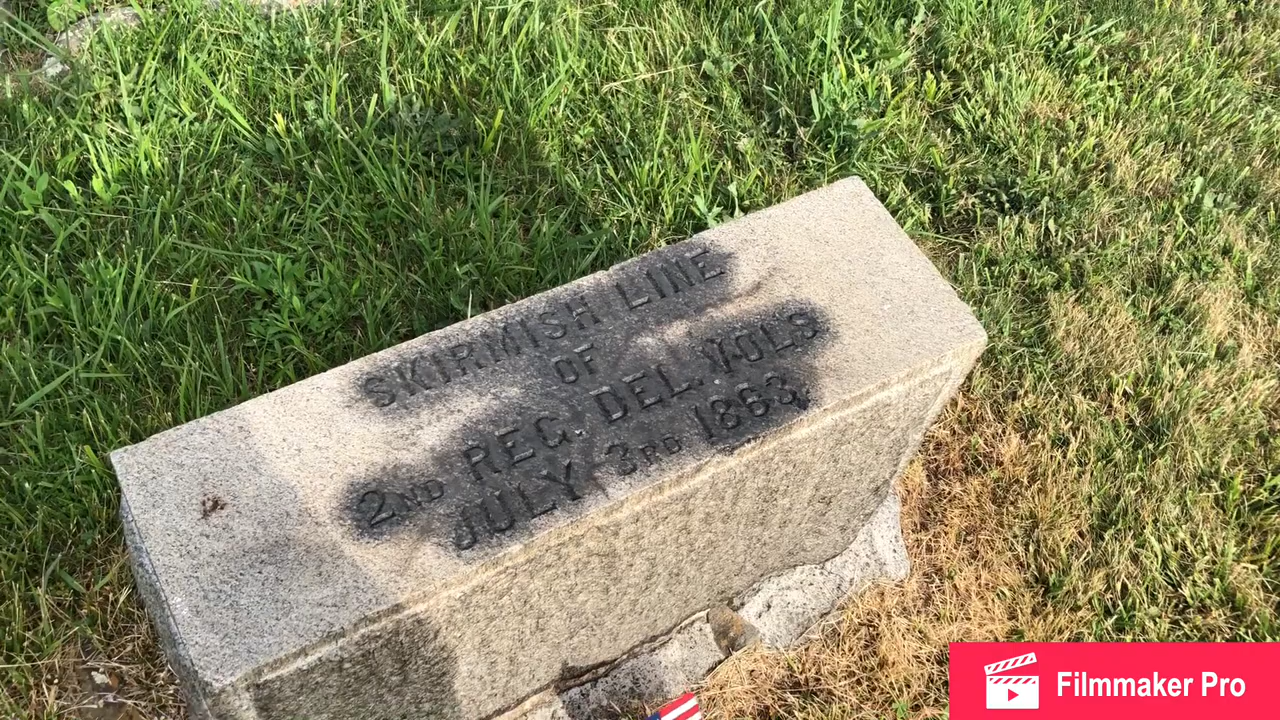 SKIRMISH LINE
OF
2ND REG. DEL. VOLS
JULY 3RD 1863.
Filmmaker Pro